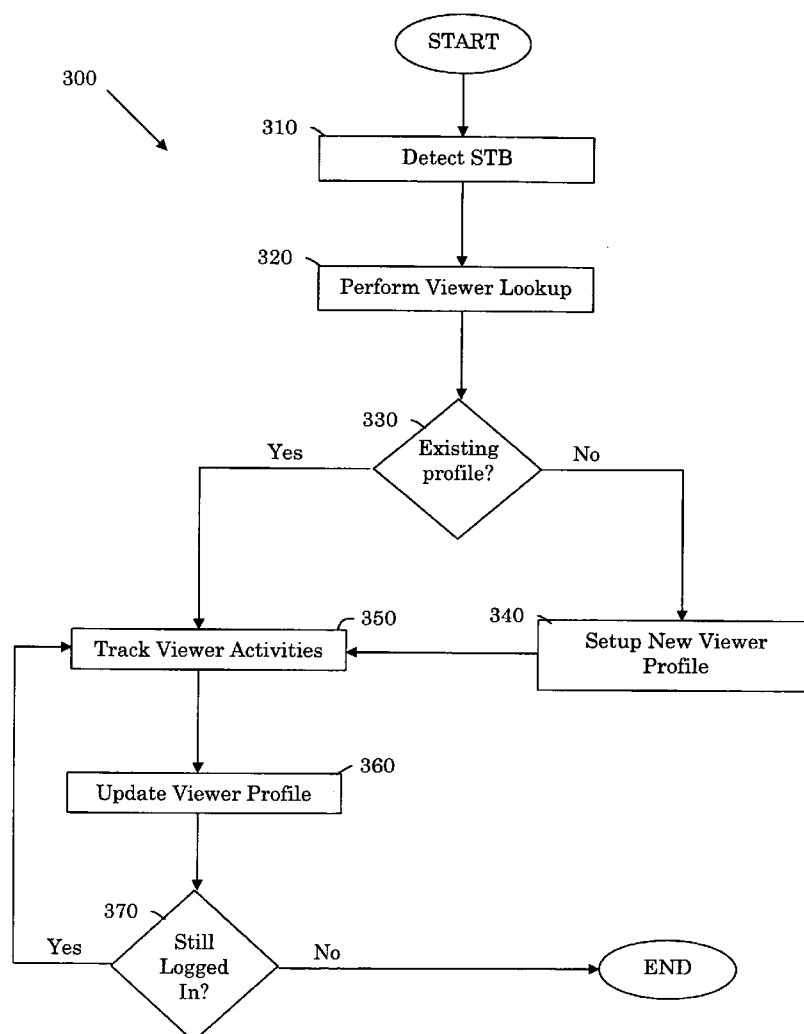 START
300
310
Detect STB
320
Perform Viewer Lookup
330
Existing
profile?
Yes
No
350
Track Viewer Activities
340
Setup New Viewer
Profile
360
Update Viewer Profile
370
Still
Logged
In?
Yes
No
END